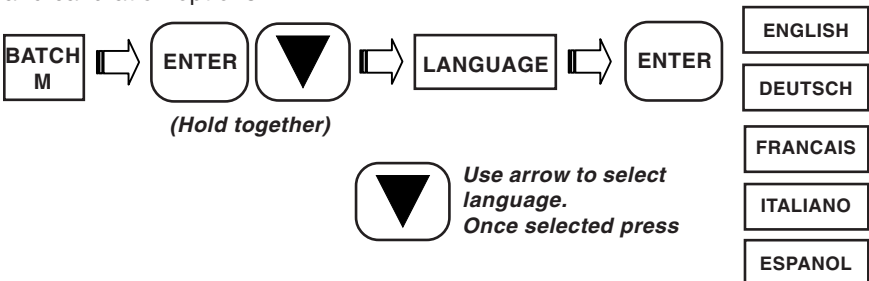 BATCH
M
ENTER
LANGUAGE
ENTER
(Hold together)
Use arrow to select
language.
Once selected press
ENGLISH
DEUTSCH
FRANCAIS
ITALIANO
ESPANOL